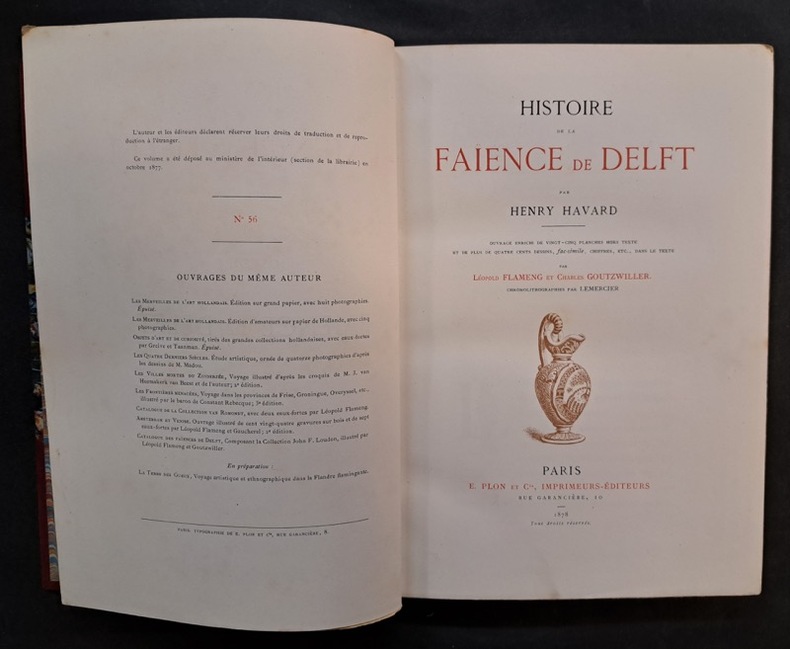 L'auteur et les éditeurs déclarent réserver leurs droits de traduction et de repro-
duction à l'étranger.
Ce volume a été déposé au ministère de l'intérieur (section de la librairie) en
octobre 1877.
No 56
OUVRAGES DU MÊME AUTEUR
LES MERVEILLES DE L'ART HOLLANDAIS. Édition sur grand papier, avec huit photographies.
Épuisé.
LES MERVEILLES DE L'ART HOLLANDAIS. Édition d'amateurs sur papier de Hollande, avec cinq
photographies.
OBJETS D'ART ET DE CURIOSITÉ, tirés des grandes collections hollandaises, avec eaux-fortes
par GREIVE et TAANMAN. Épuisé.
LES QUATRE DERNIERS SIÈCLES. Étude artistique, ornée de quatorze photographies d'après
les dessins de M. Madou.
LES VILLES MORTES DU ZUIDERZÉE, Voyage illustré d'après les croquis de M. J. van
Heemskerk van Beest et de l'auteur; 2e édition.
LES FRONTIÈRES MENACÉES, Voyage dans les provinces de Frise, Groningue, Overyssel, etc.,
illustré par le baron de Constant Rebecque; 3e édition.
CATALOGUE DE LA COLLECTION VAN ROMONDT, avec deux eaux-fortes par Léopold Flameng
AMSTERDAM ET VENISE. Ouvrage illustré de cent vingt-quatre gravures sur bois et de sept
eaux-fortes par Léopold Flameng et Gaucherel; 2e édition.
CATALOGUE DES FAÏENCES DE DELFT, Composant la Collection John F. Loudon, illustré par
Léopold Flameng et Goutzwiller.
En préparation :
LA TERRE DES GUEUX, Voyage artistique et ethnographique dans la Flandre flamingante.
PARIS. TYPOGRAPHIE DE E. PLON ET Cie, RUE GARANCIÈRE, 8.
HISTOIRE
DE LA
FAÏENCE DE DELFT
PAR
HENRY HAVARD
OUVRAGE ENRICHI DE VINGT-CINQ PLANCHES HORS TEXTE
ET DE PLUS DE QUATRE CENTS DESSINS, fac-simile, CHIFFRES, ETC., DANS LE TEXTE
PAR
LÉOPOLD FLAMENG ET CHARLES GOUTZWILLER
CHROMOLITHOGRAPHIES PAR LEMERCIER
PARIS
E. PLON ET Cie, IMPRIMEURS-ÉDITEURS
RUE GARANCIÈRE, 10
1878
Tous droits réservés